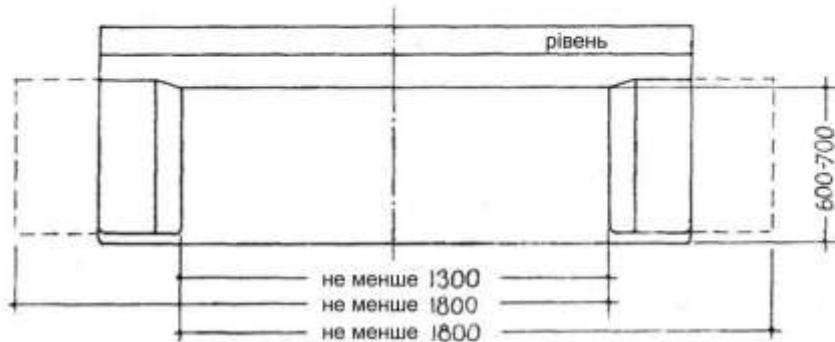 рівень
600-700
не менше 1300
не менше 1800
не менше 1800